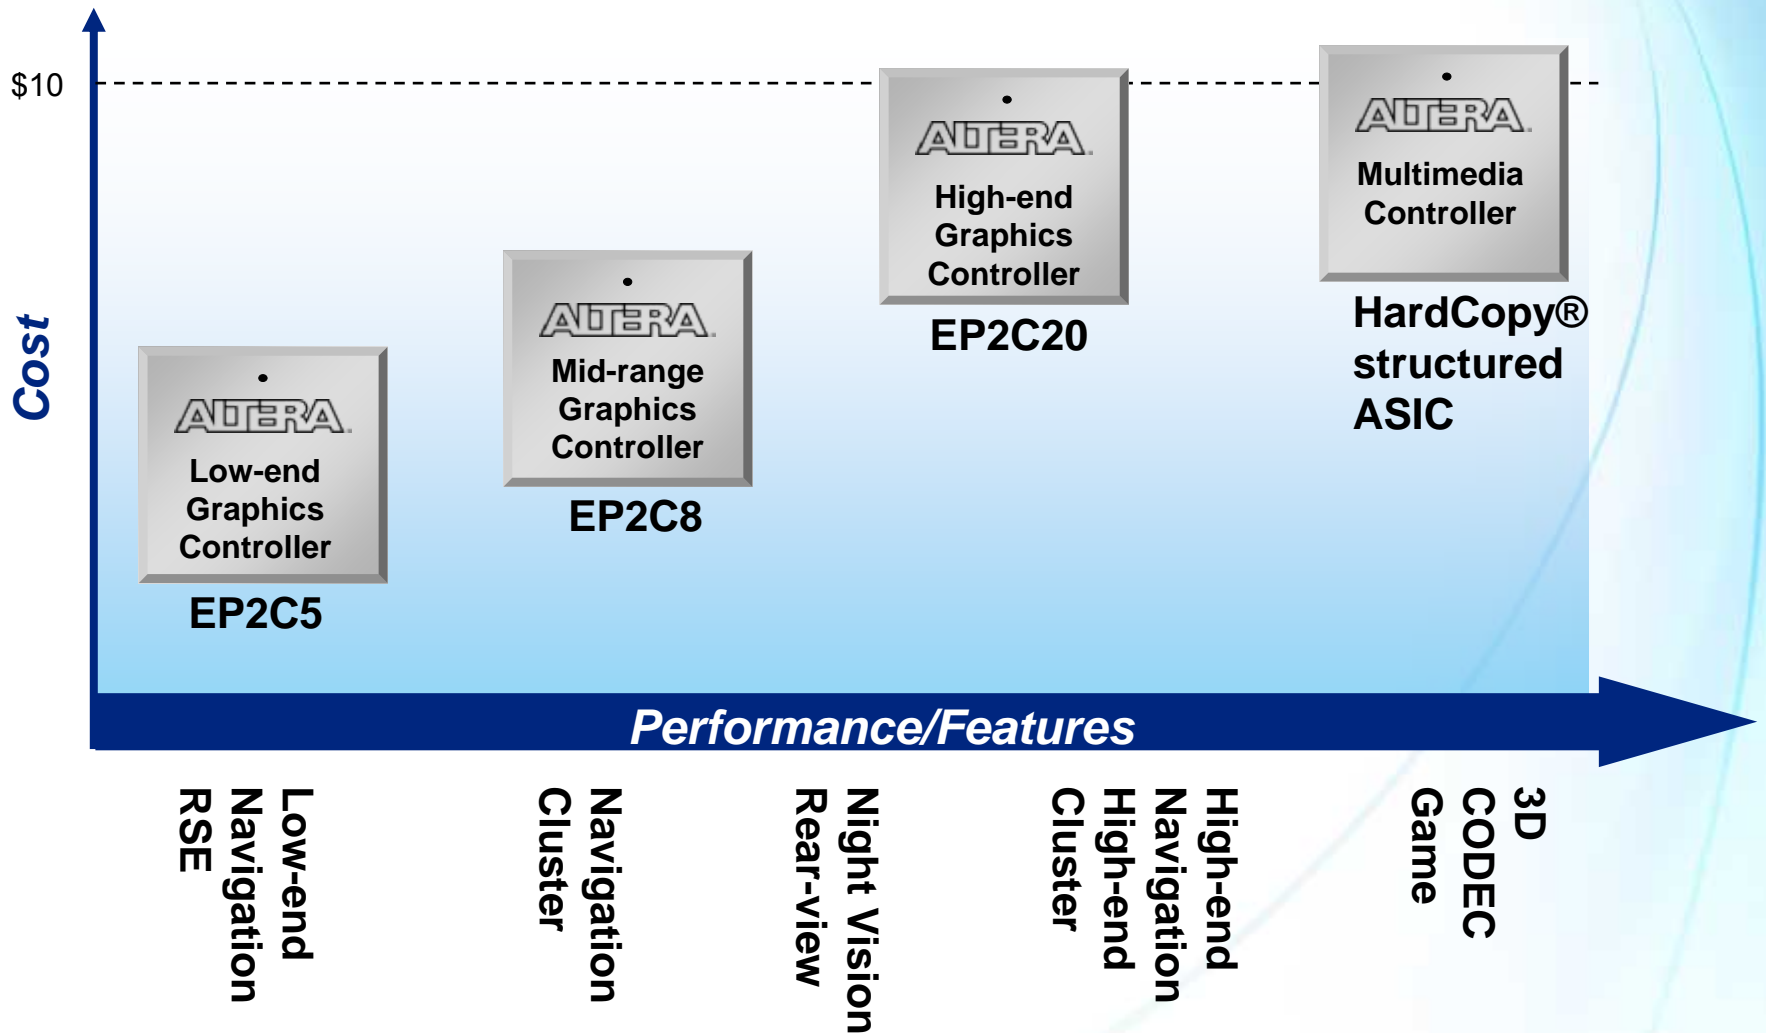 $10
Cost
ALTERA.
Low-end
Graphics
Controller
EP2C5
ALTERA.
Mid-range
Graphics
Controller
EP2C8
ALTERA.
High-end
Graphics
Controller
EP2C20
ALTERA.
Multimedia
Controller
HardCopy®
structured
ASIC
Performance/Features
Low-end
Navigation
RSE
Navigation
Cluster
Night Vision
Rear-view
High-end
Navigation
High-end
Cluster
3D
CODEC
Game